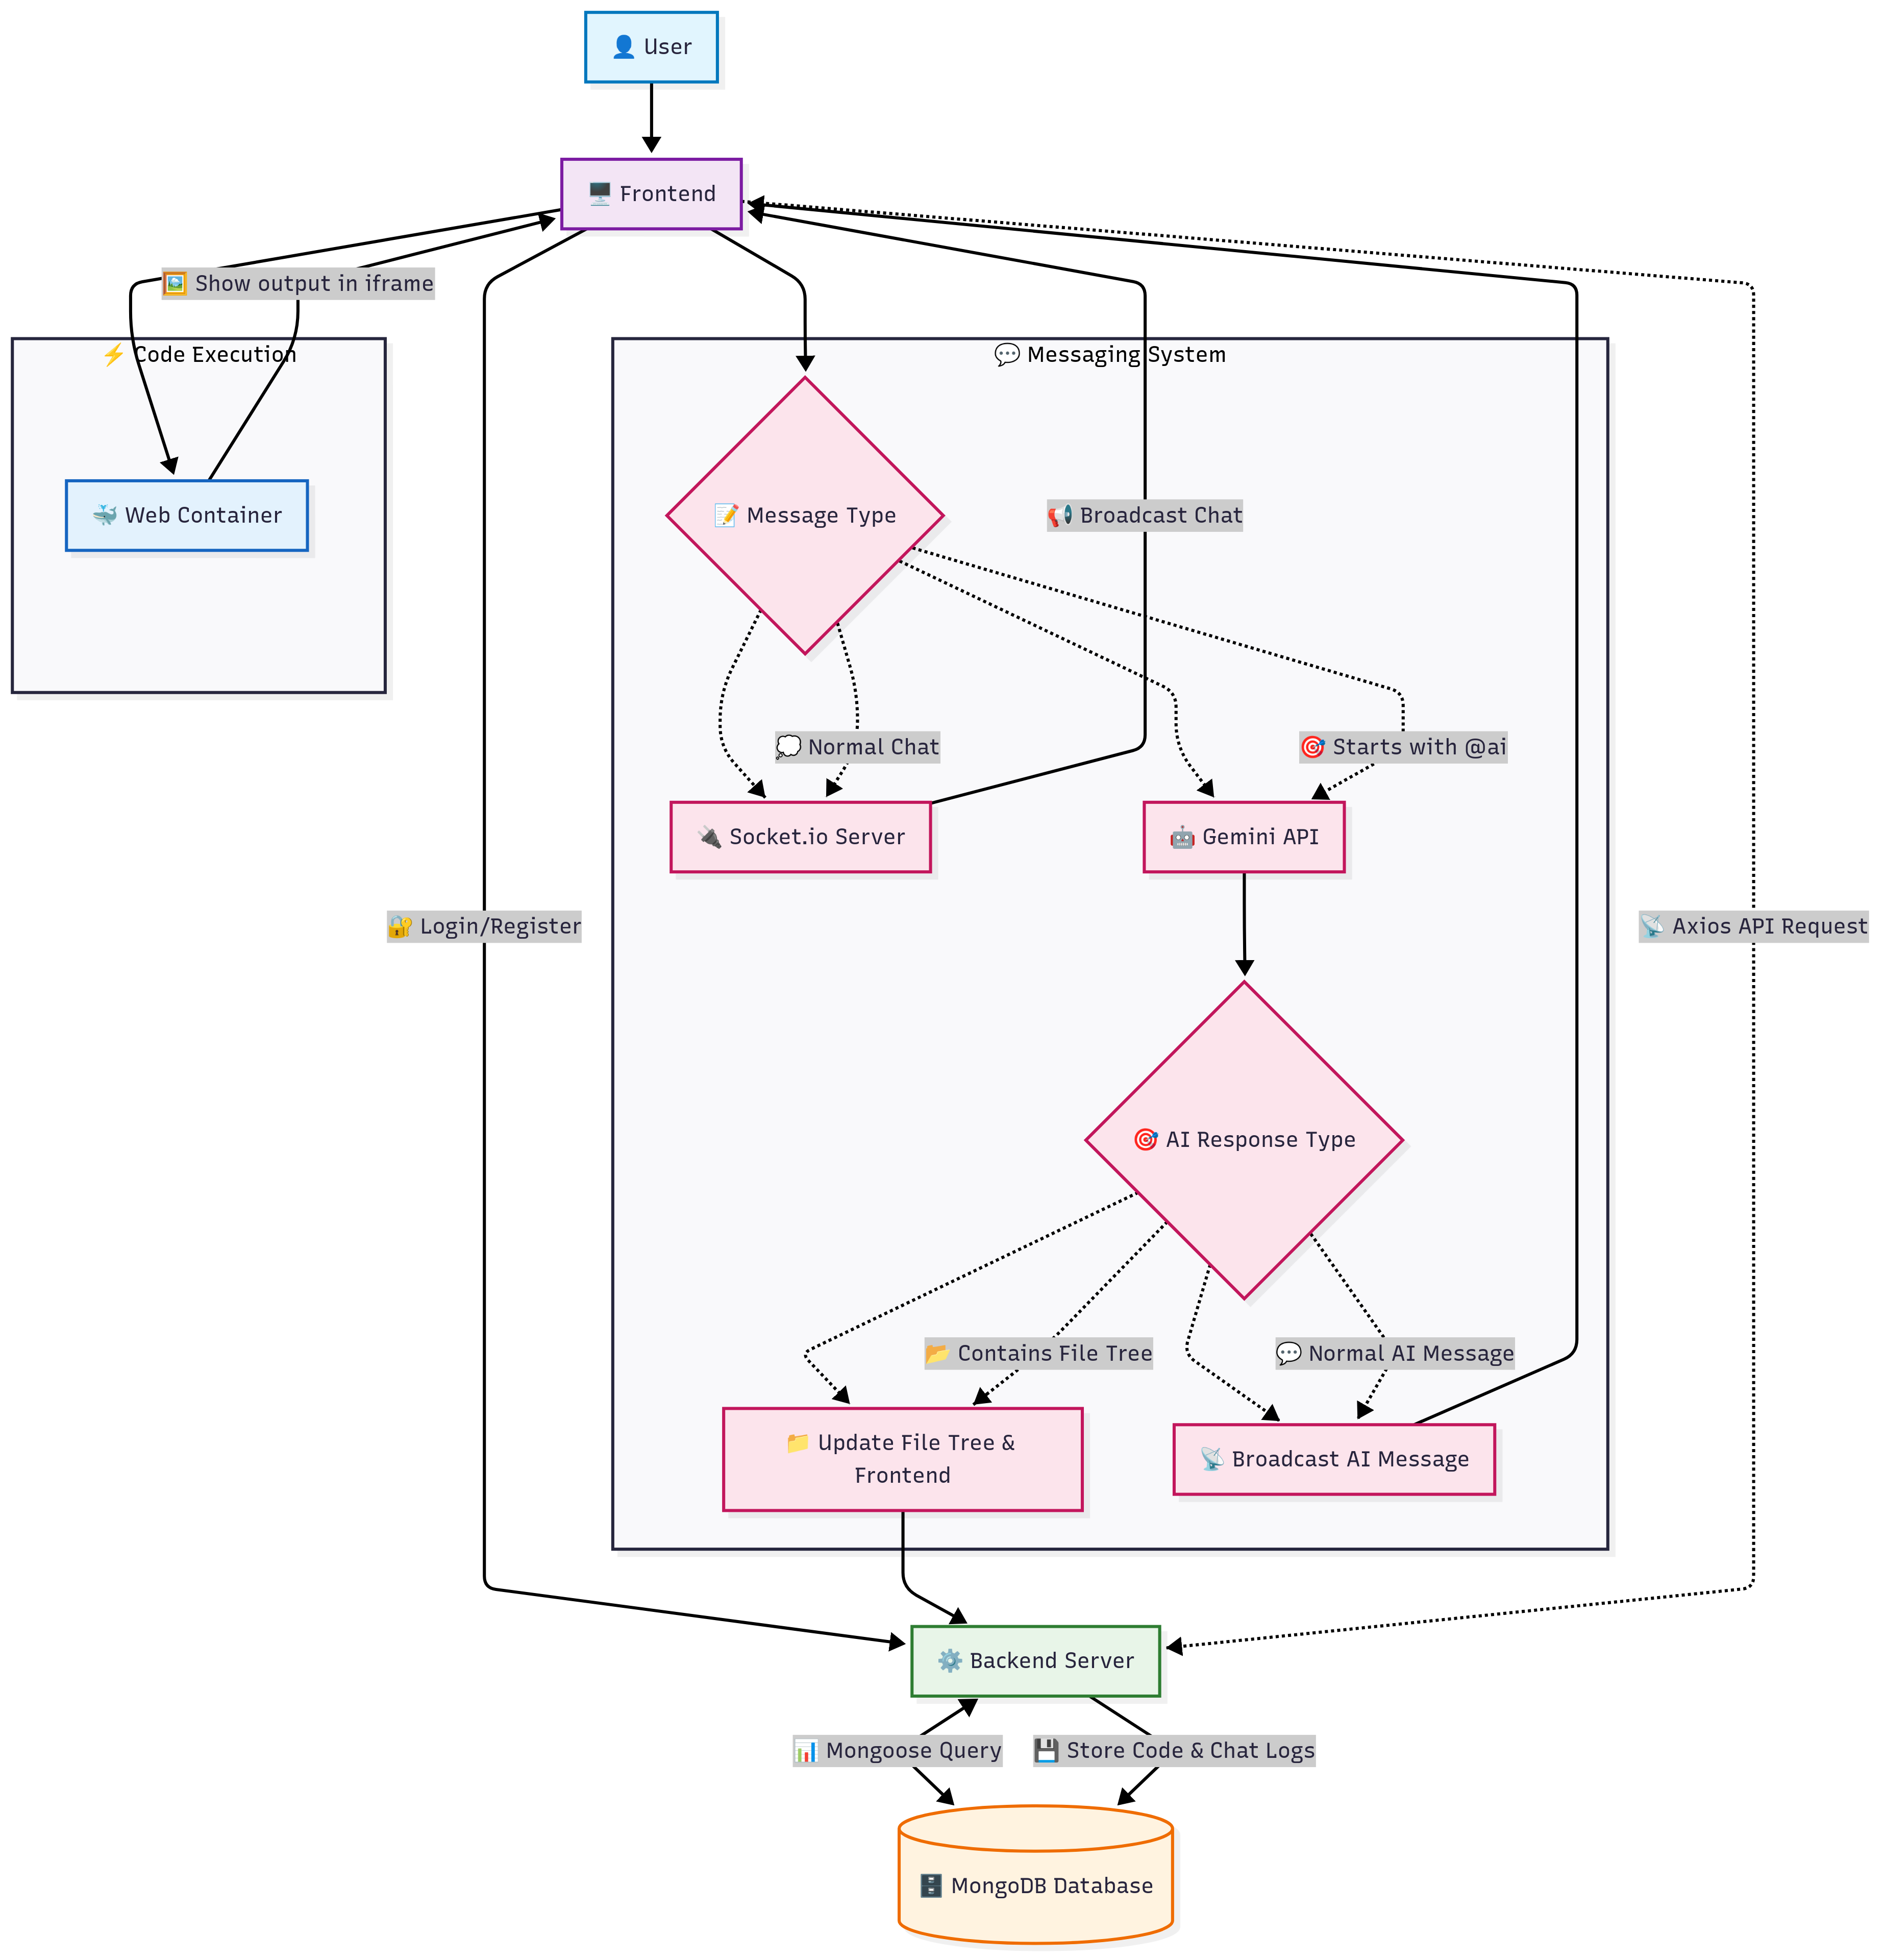 👤 User
🖥️ Frontend
🖼️ Show output in iframe
⚡ Code Execution
💬 Messaging System
🐳 Web Container
📝 Message Type
📢 Broadcast Chat
💭 Normal Chat
🎯 Starts with @ai
🔌 Socket.io Server
🤖 Gemini API
🔐 Login/Register
📡 Axios API Request
🎯 AI Response Type
📂 Contains File Tree
💬 Normal AI Message
📁 Update File Tree &
Frontend
📡 Broadcast AI Message
⚙️ Backend Server
📊 Mongoose Query
💾 Store Code & Chat Logs
🗄️ MongoDB Database